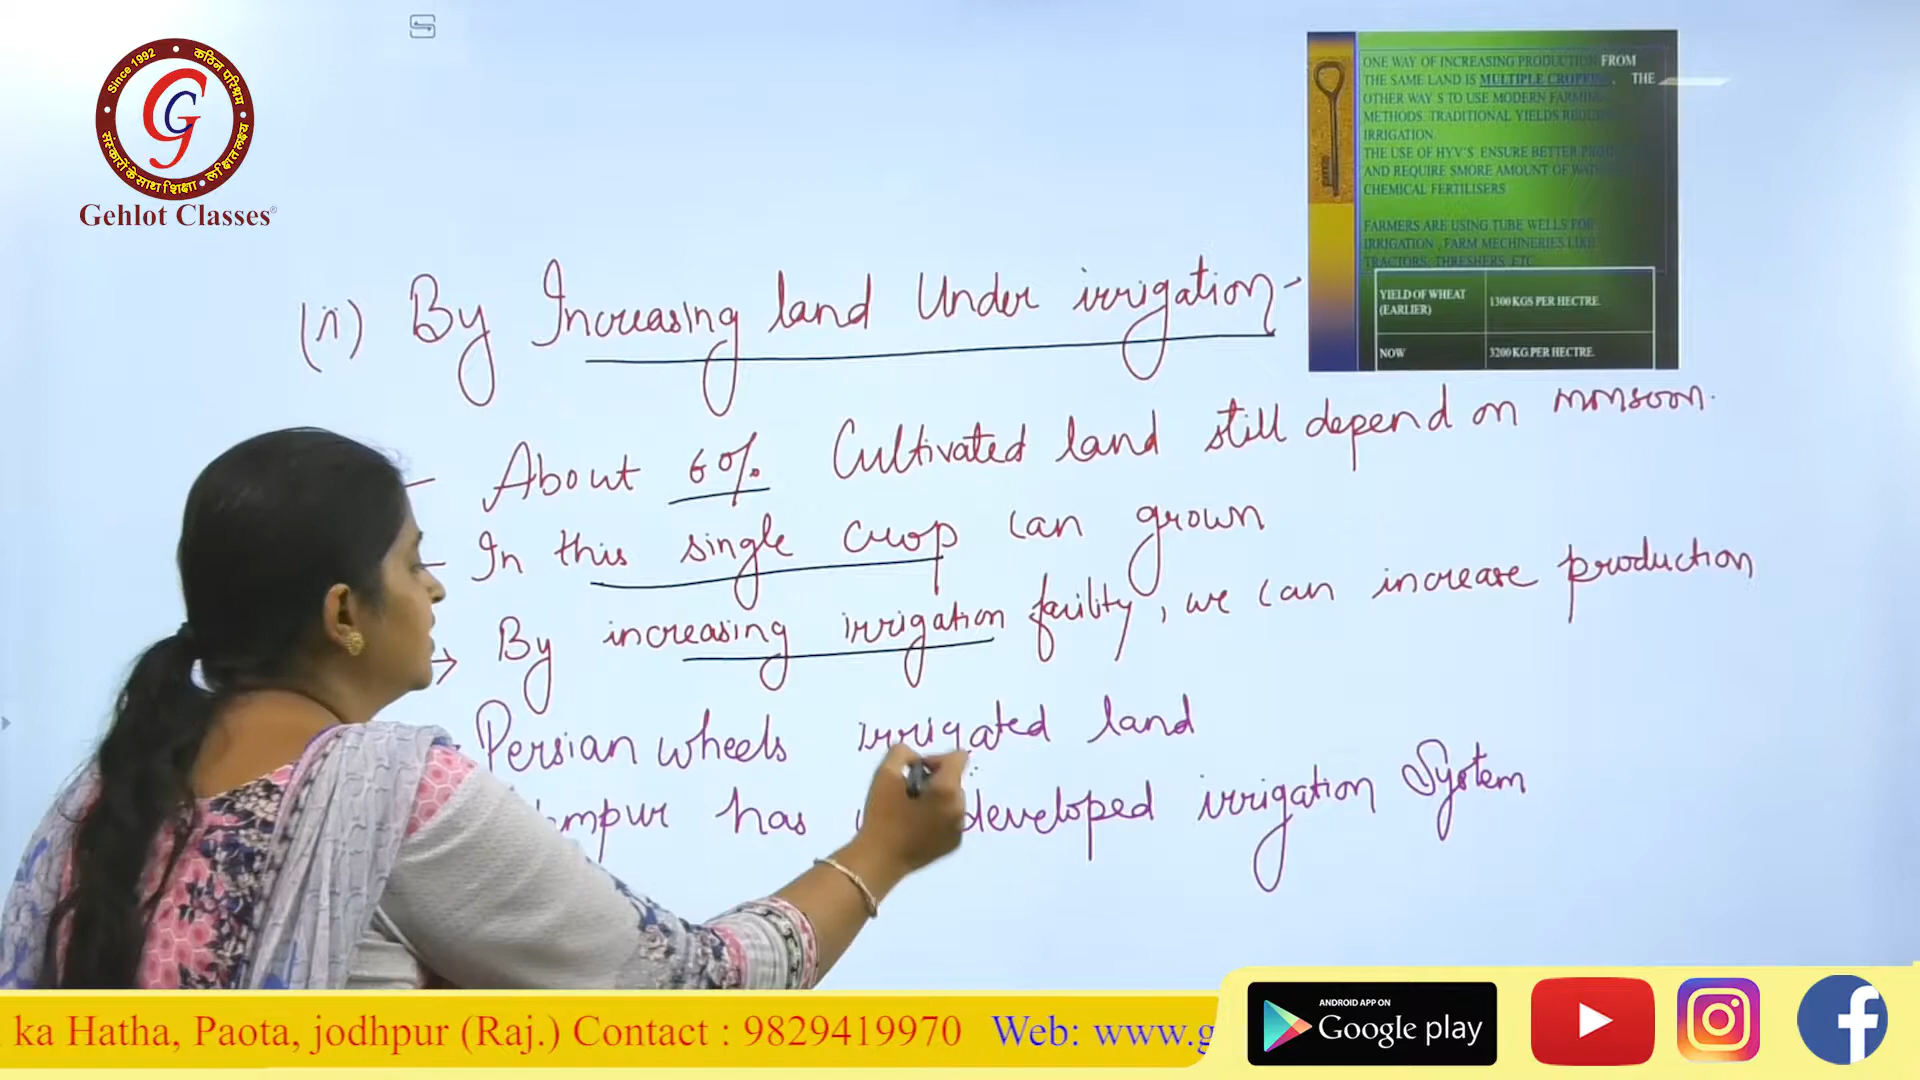 Since 1992 • कठिन परिश्रम
संस्कारों के साथ शिक्षा •
G C
Gehlot Classes®
ONE WAY OF INCREASING PRODUCTION FROM
THE SAME LAND IS MULTIPLE THE
OTHER WAY S TO USE MODERN
METHODS. TRADITIONAL YIELDS
IRRIGATION.
THE USE OF HYV'S ENSURE BETTER
AND REQUIRE SMORE AMOUNT OF
CHEMICAL FERTILISERS
FARMERS ARE USING TUBE WELLS FOR
IRRIGATION , FARM MECHINERIES LIKE
TRACTORS, THRESHERS, ETC
YIELD OF WHEAT (EARLIER) 1300 KGS PER HECTRE.
NOW 3200 KG PER HECTRE.
(ii) By Increasing land Under irrigation -
- About 60% Cultivated land still depend on monsoon.
- In this single crop can grown
→ By increasing irrigation facility, we can increase production
Persian wheels irrigated land
mpur has developed irrigation System
ka Hatha, Paota, jodhpur (Raj.) Contact : 9829419970 Web: www.g
ANDROID APP ON
Google play